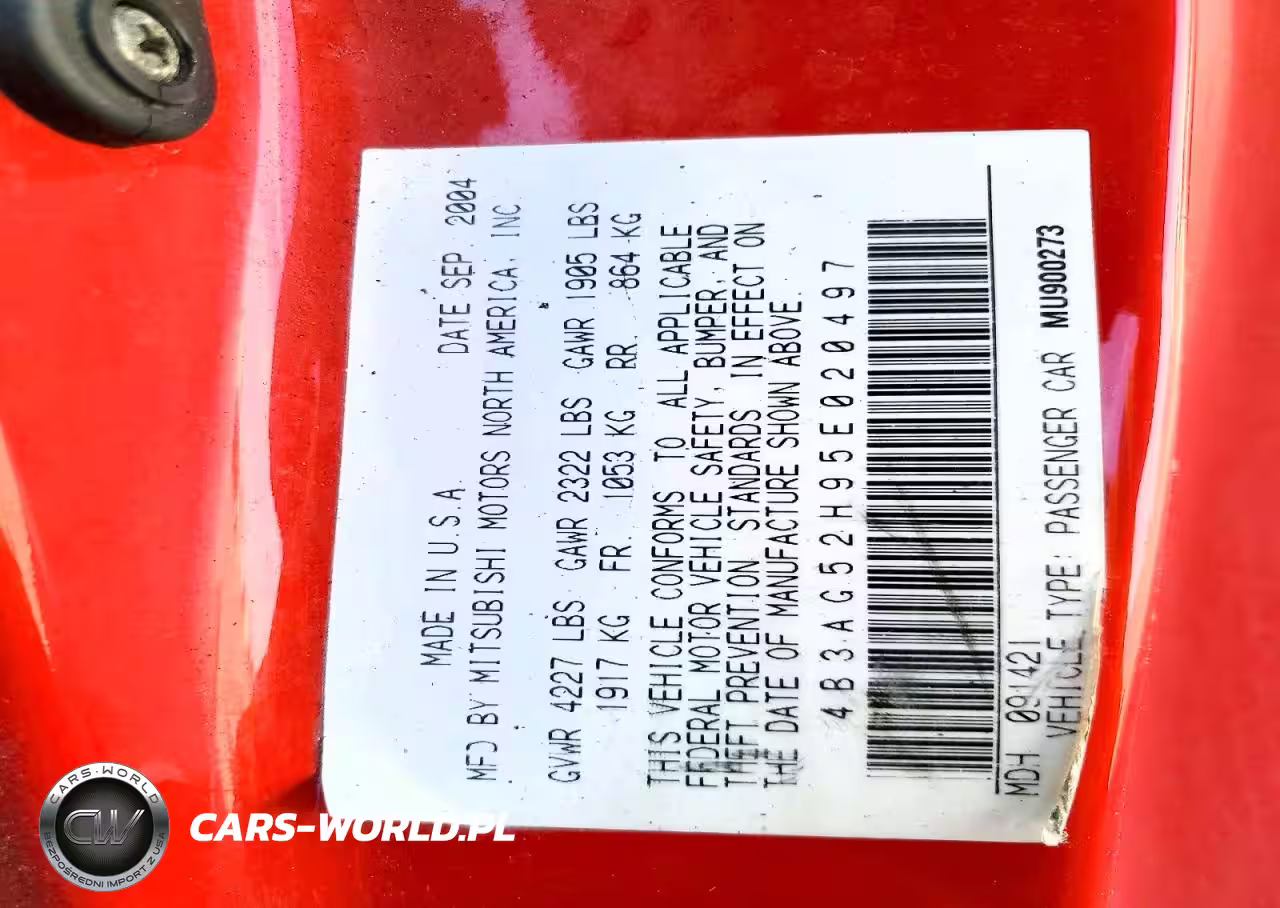 MADE IN U.S.A. DATE SEP. 2004
MFD BY MITSUBISHI MOTORS NORTH AMERICA, INC
GVWR 4227 LBS GAWR 2322 LBS GAWR 1905 LBS
1917 KG FR. 1053 KG RR. 864 KG
THIS VEHICLE CONFORMS TO ALL APPLICABLE
FEDERAL MOTOR VEHICLE SAFETY, BUMPER, AND
THEFT PREVENTION STANDARDS IN EFFECT ON
THE DATE OF MANUFACTURE SHOWN ABOVE.
4B3AG52H95E020497
MDH 091421
VEHICLE TYPE: PASSENGER CAR MU900273
CARS-WORLD
CW
BEZPOŚREDNI IMPORT Z USA
CARS-WORLD.PL